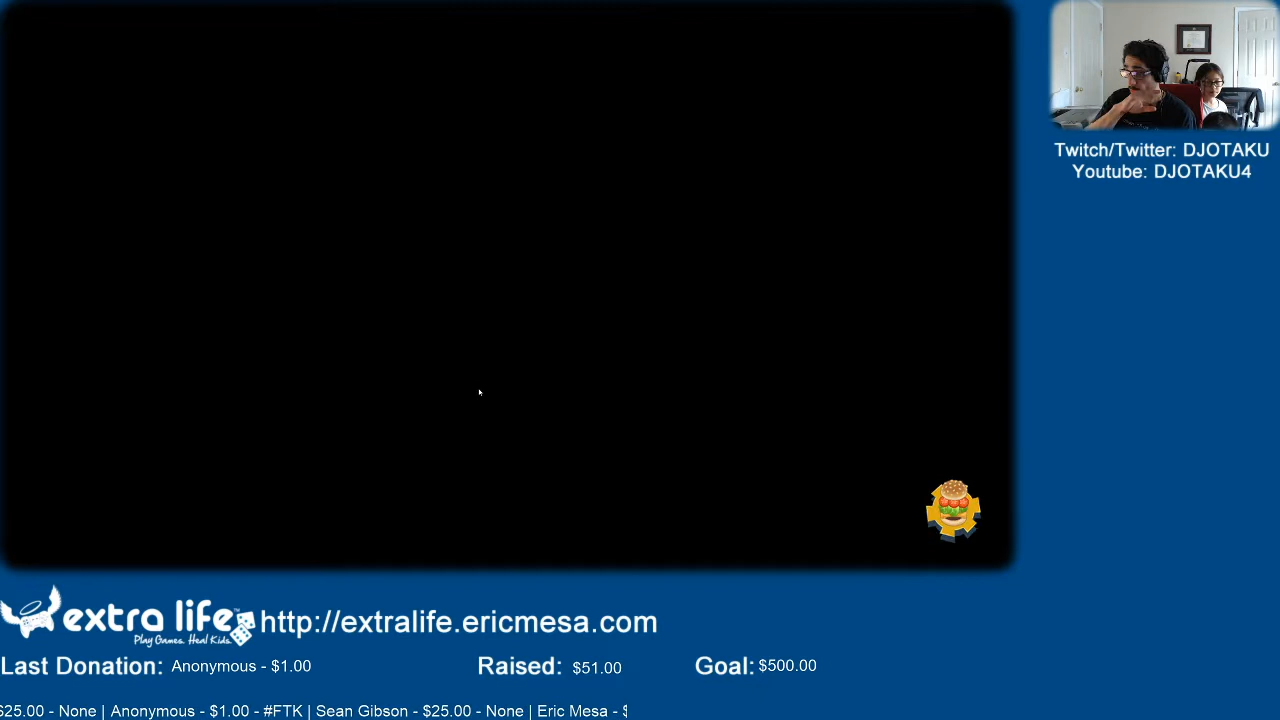 Twitch/Twitter: DJOTAKU
Youtube: DJOTAKU4
extra life™ http://extralife.ericmesa.com
Play Games. Heal Kids.
Last Donation: Anonymous - $1.00 Raised: $51.00 Goal: $500.00
$25.00 - None | Anonymous - $1.00 - #FTK | Sean Gibson - $25.00 - None | Eric Mesa - $